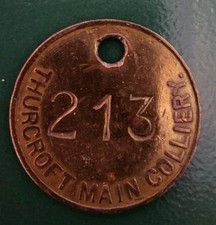 213
THURCROFT MAIN COLLIERY.